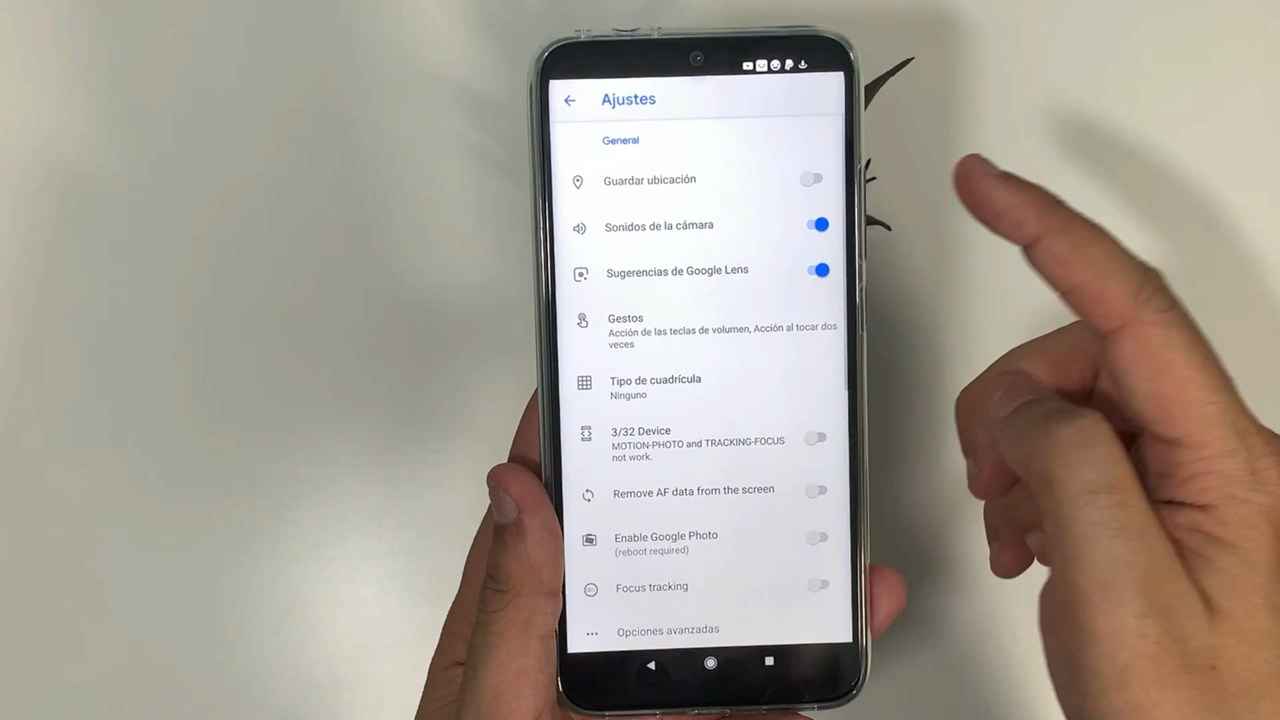 Ajustes
General
Guardar ubicación
Sonidos de la cámara
Sugerencias de Google Lens
Gestos
Acción de las teclas de volumen, Acción al tocar dos
veces
Tipo de cuadrícula
Ninguno
3/32 Device
MOTION-PHOTO and TRACKING-FOCUS
not work.
Remove AF data from the screen
Enable Google Photo
(reboot required)
Focus tracking
Opciones avanzadas